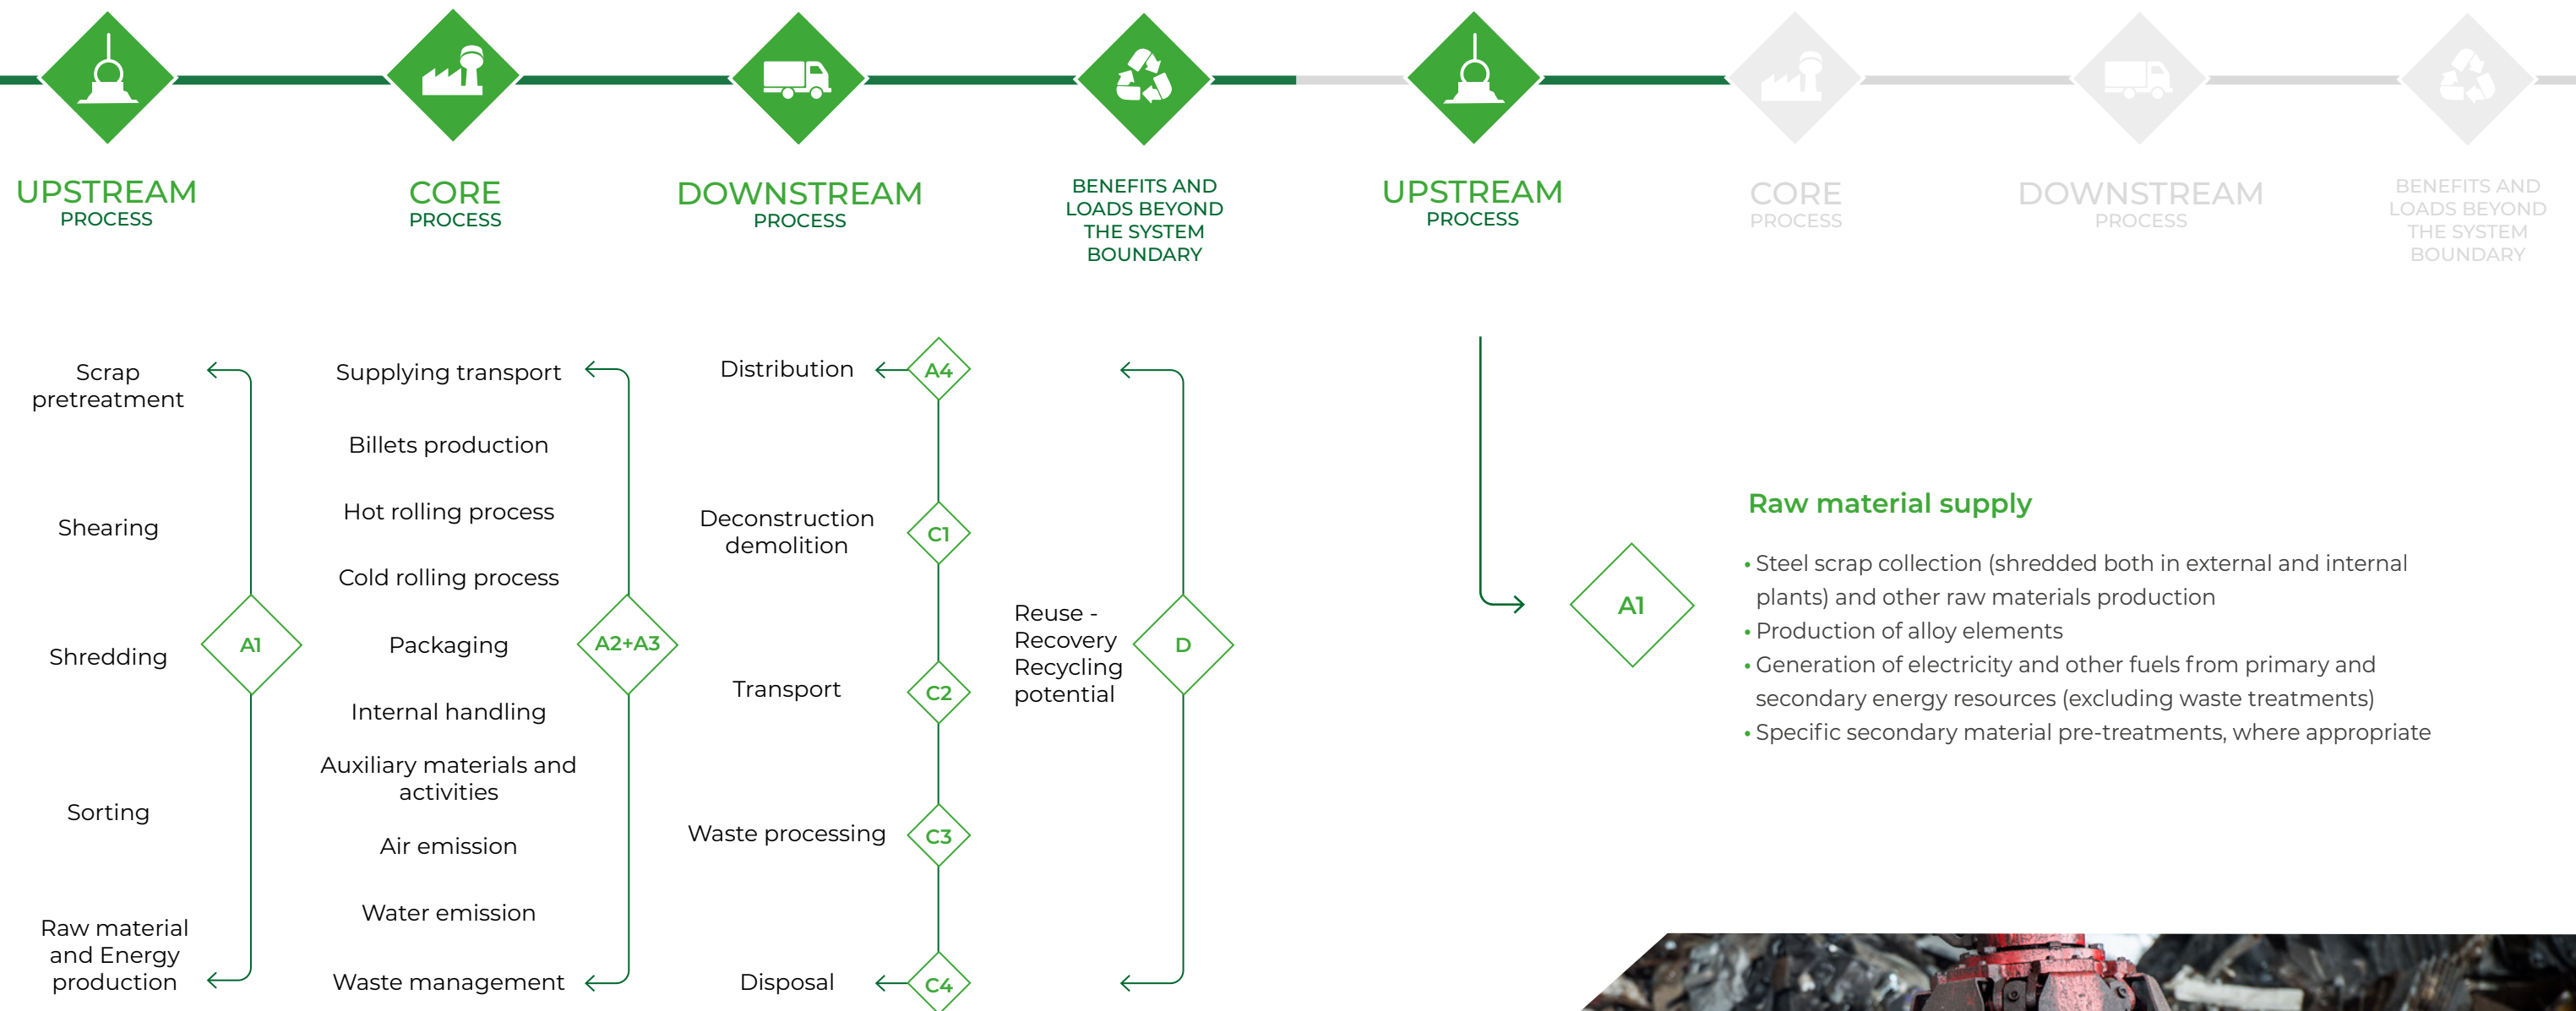 UPSTREAM
PROCESS
CORE
PROCESS
DOWNSTREAM
PROCESS
BENEFITS AND
LOADS BEYOND
THE SYSTEM
BOUNDARY
UPSTREAM
PROCESS
CORE
PROCESS
DOWNSTREAM
PROCESS
BENEFITS AND
LOADS BEYOND
THE SYSTEM
BOUNDARY
Scrap
pretreatment
Shearing
Shredding
Sorting
Raw material
and Energy
production
A1
Supplying transport
Billets production
Hot rolling process
Cold rolling process
Packaging
Internal handling
Auxiliary materials and
activities
Air emission
Water emission
Waste management
A2+A3
Distribution
A4
Deconstruction
demolition
C1
Transport
C2
Waste processing
C3
Disposal
C4
Reuse -
Recovery
Recycling
potential
D
A1
Raw material supply
• Steel scrap collection (shredded both in external and internal
plants) and other raw materials production
• Production of alloy elements
• Generation of electricity and other fuels from primary and
secondary energy resources (excluding waste treatments)
• Specific secondary material pre-treatments, where appropriate